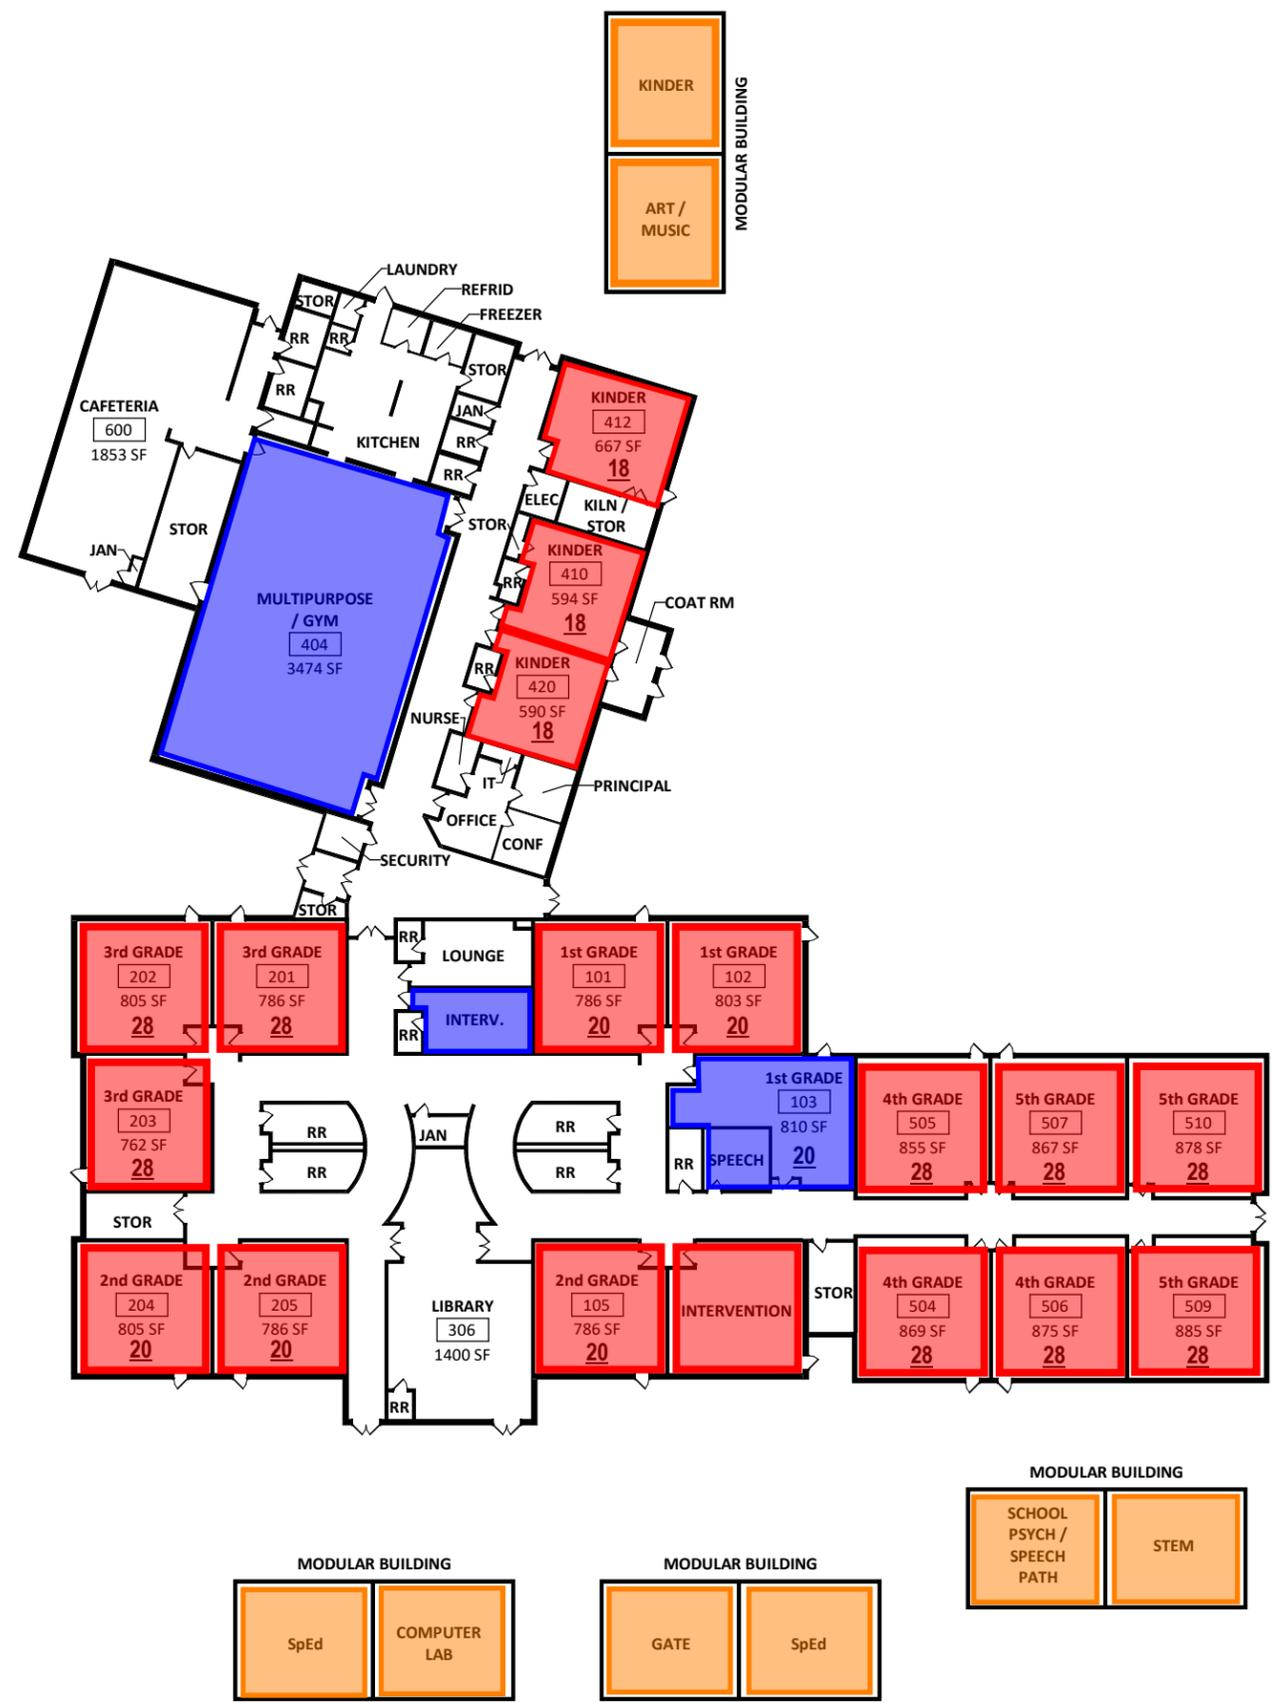 KINDER
ART /
MUSIC
MODULAR BUILDING
LAUNDRY
REFRID
FREEZER
STOR
RR
RR
RR
STOR
JAN
RR
RR
KITCHEN
CAFETERIA
600
1853 SF
STOR
JAN
MULTIPURPOSE
/ GYM
404
3474 SF
KINDER
412
667 SF
18
ELEC
KILN
STOR
STOR
KINDER
410
594 SF
18
RR
COAT RM
KINDER
420
590 SF
18
RR
NURSE
IT
PRINCIPAL
OFFICE
CONF
SECURITY
STOR
3rd GRADE
202
805 SF
28
3rd GRADE
201
786 SF
28
RR
LOUNGE
INTERV.
RR
1st GRADE
101
786 SF
20
1st GRADE
102
803 SF
20
3rd GRADE
203
762 SF
28
RR
RR
JAN
RR
RR
RR
SPEECH
1st GRADE
103
810 SF
20
4th GRADE
505
855 SF
28
5th GRADE
507
867 SF
28
5th GRADE
510
878 SF
28
STOR
2nd GRADE
204
805 SF
20
2nd GRADE
205
786 SF
20
LIBRARY
306
1400 SF
RR
2nd GRADE
105
786 SF
20
INTERVENTION
STOR
4th GRADE
504
869 SF
28
4th GRADE
506
875 SF
28
5th GRADE
509
885 SF
28
MODULAR BUILDING
SCHOOL
PSYCH /
SPEECH
PATH
STEM
MODULAR BUILDING
SpEd
COMPUTER
LAB
MODULAR BUILDING
GATE
SpEd